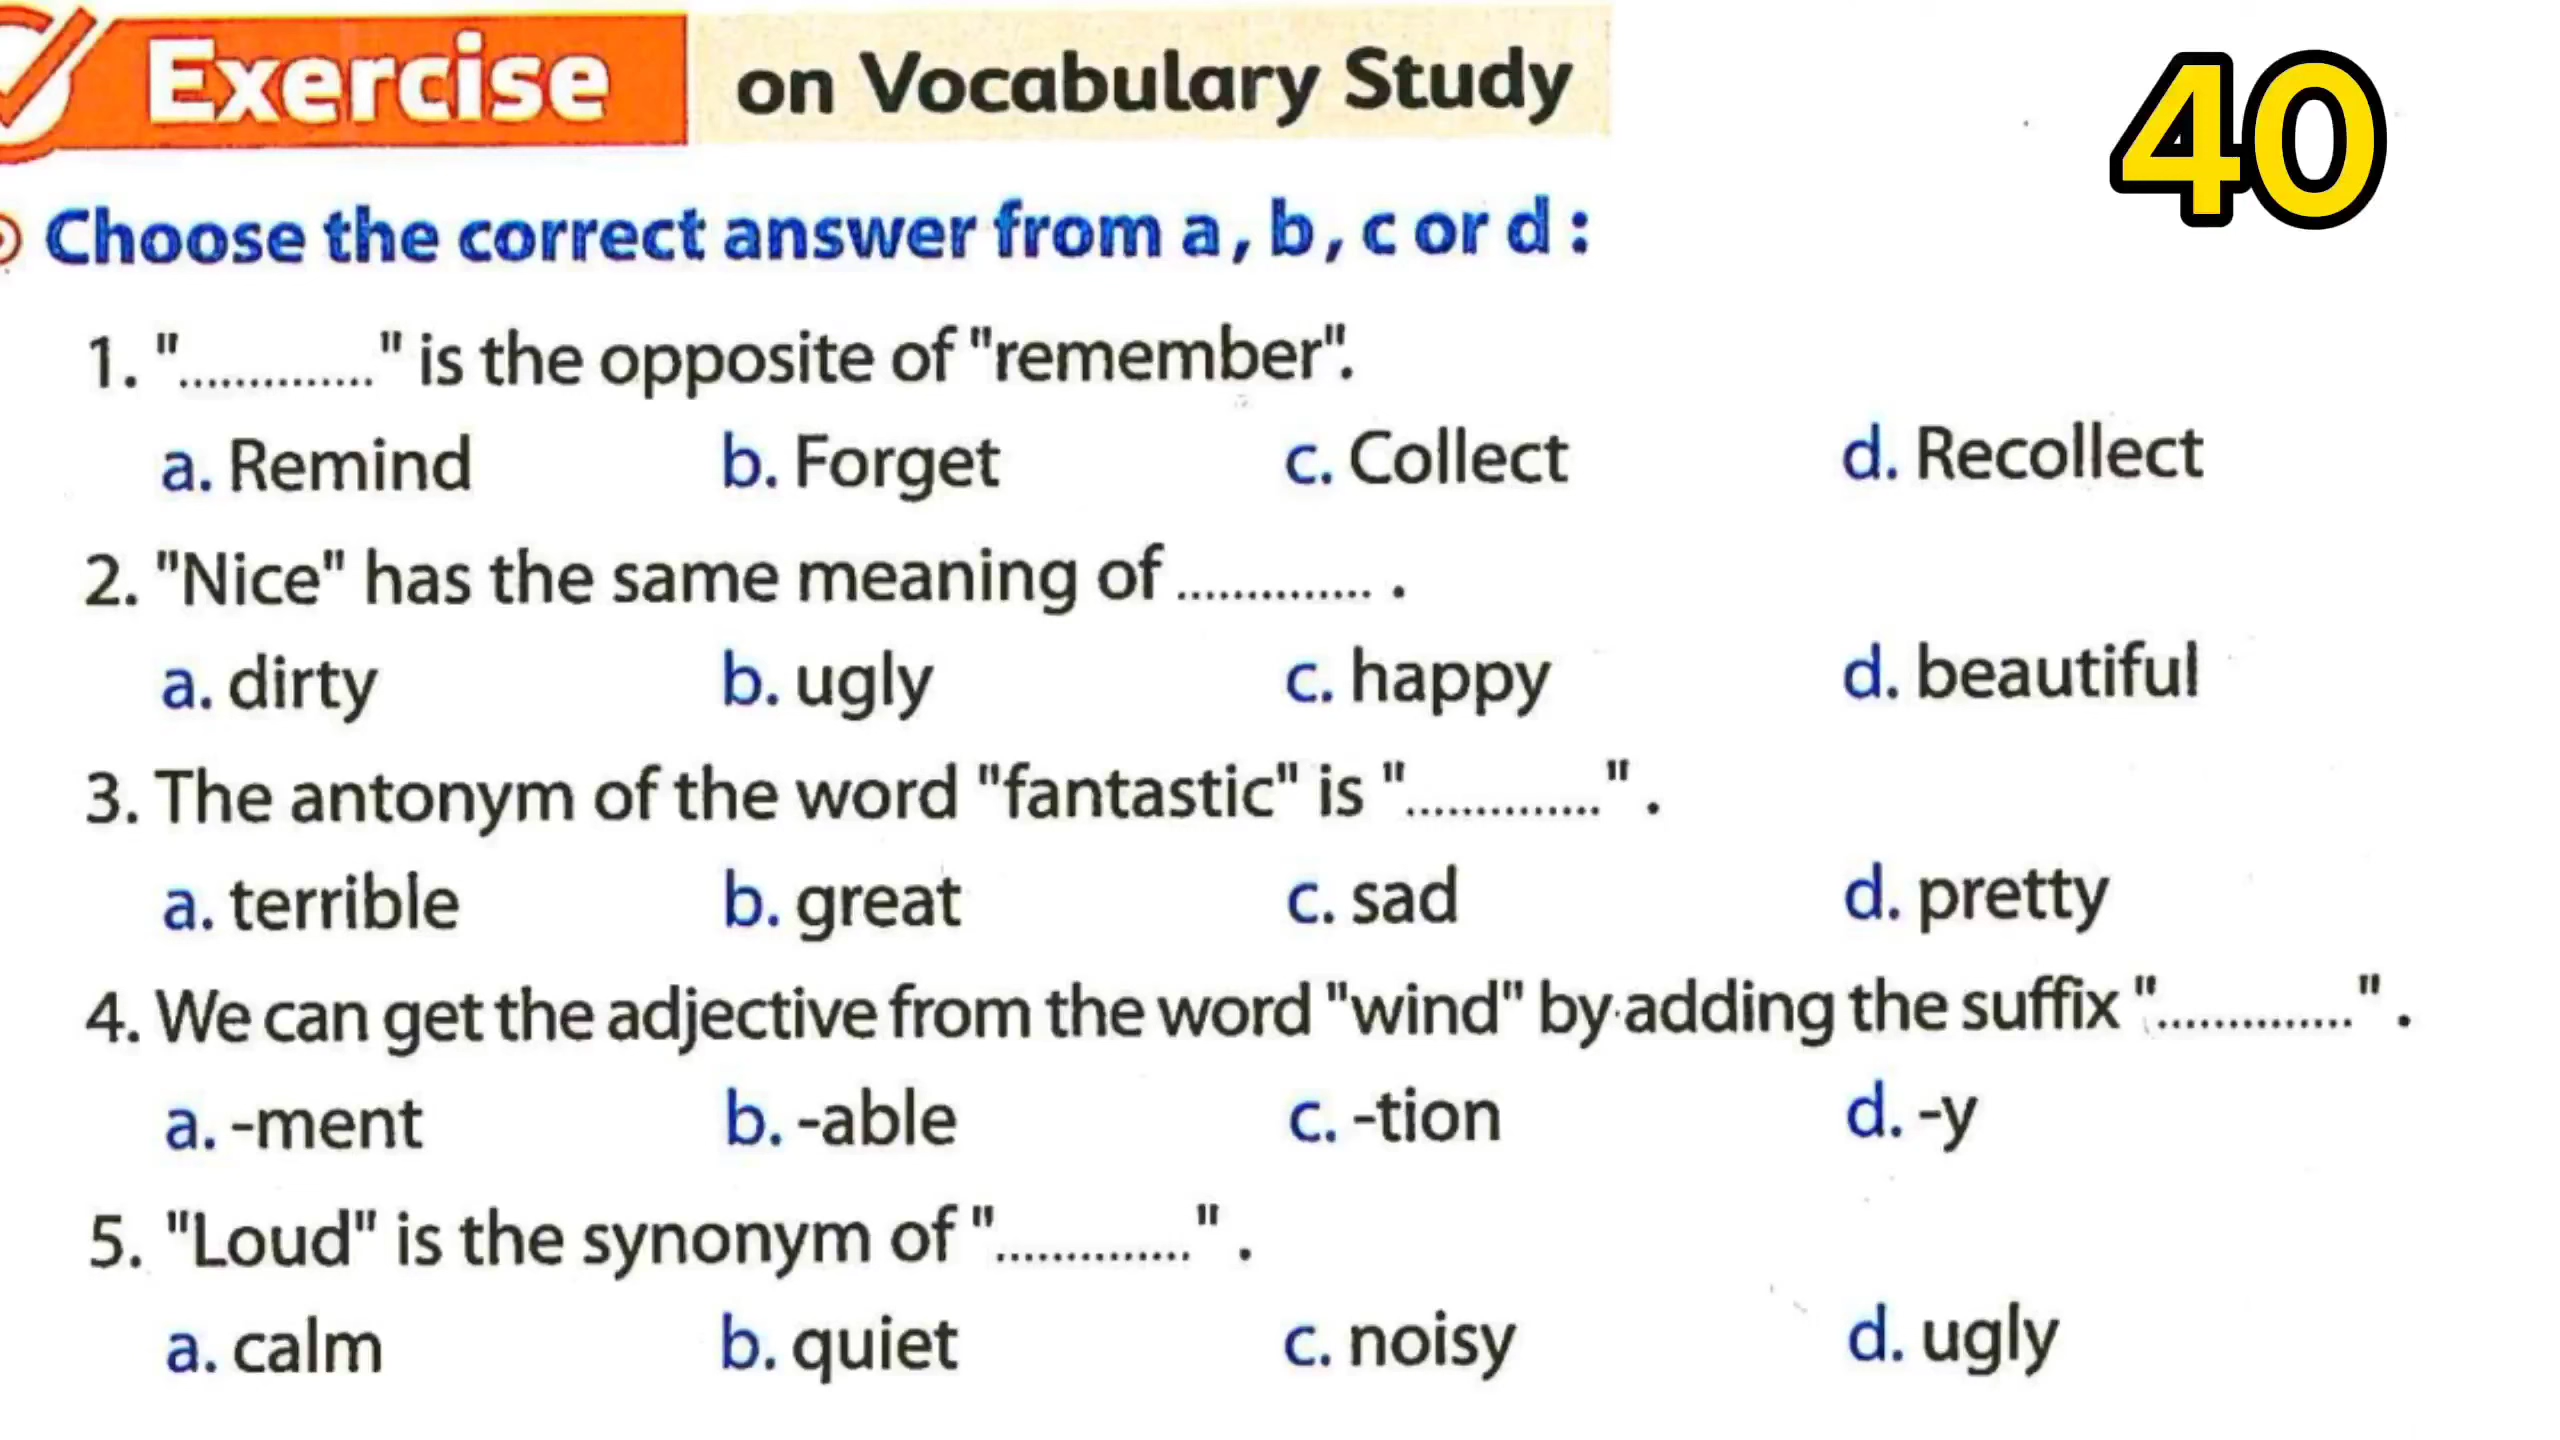 Exercise on Vocabulary Study
40
Choose the correct answer from a, b, c or d :
1. ".............." is the opposite of "remember".
a. Remind b. Forget c. Collect d. Recollect
2. "Nice" has the same meaning of .............. .
a. dirty b. ugly c. happy d. beautiful
3. The antonym of the word "fantastic" is ".............." .
a. terrible b. great c. sad d. pretty
4. We can get the adjective from the word "wind" by adding the suffix ".............." .
a. -ment b. -able c. -tion d. -y
5. "Loud" is the synonym of ".............." .
a. calm b. quiet c. noisy d. ugly